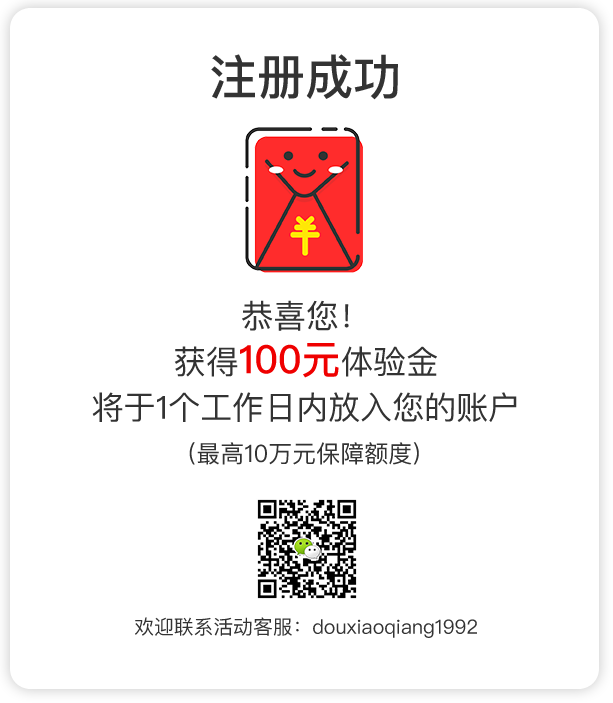 注册成功
恭喜您！
获得100元体验金
将于1个工作日内放入您的账户
（最高10万元保障额度）
欢迎联系活动客服：douxiaoqiang1992